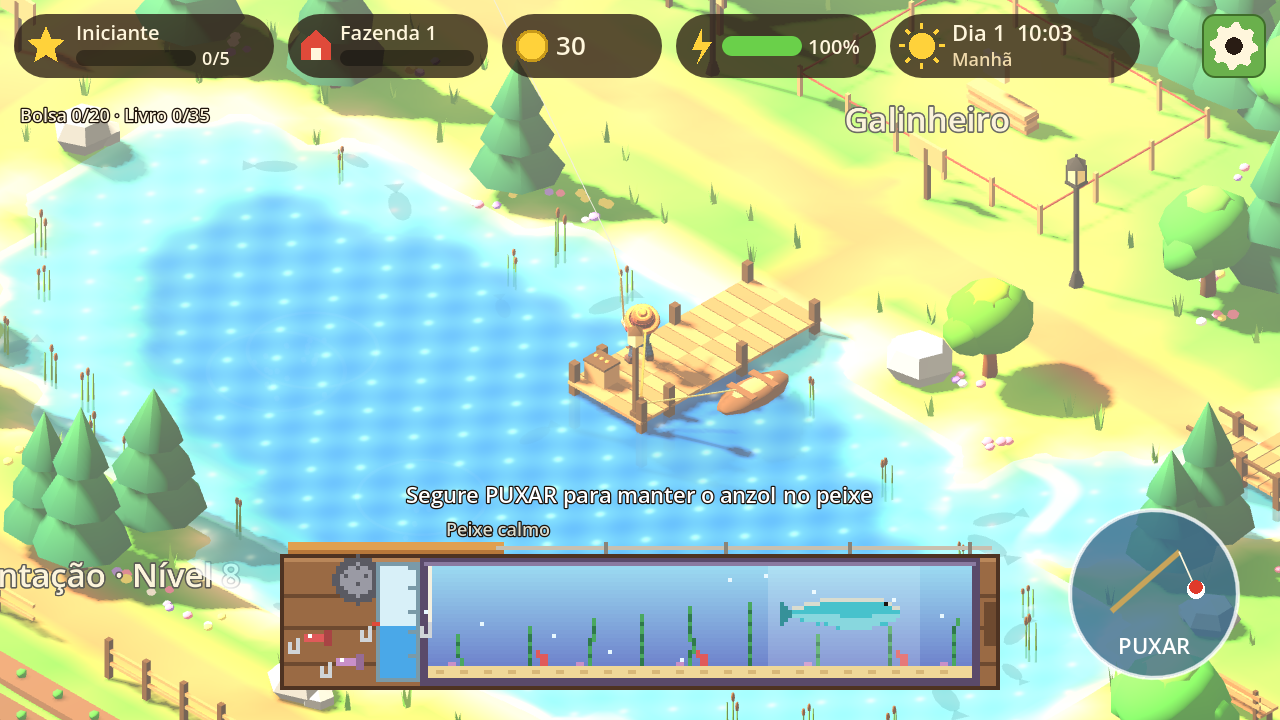 Iniciante
0/5
Fazenda 1
30
100%
Dia 1 10:03
Manhã
Bolsa 0/20 · Livro 0/35
Galinheiro
Segure PUXAR para manter o anzol no peixe
Peixe calmo
ntação · Nível 8
PUXAR